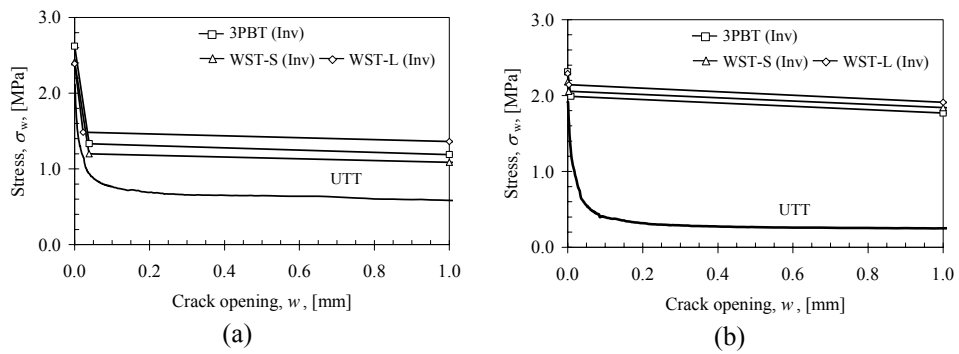 3.0
2.0
1.0
0.0
Stress, σw, [MPa]
3PBT (Inv)
WST-S (Inv) WST-L (Inv)
UTT
0.0 0.2 0.4 0.6 0.8 1.0
Crack opening, w, [mm]
(a)
3.0
2.0
1.0
0.0
Stress, σw, [MPa]
3PBT (Inv)
WST-S (Inv) WST-L (Inv)
UTT
0.0 0.2 0.4 0.6 0.8 1.0
Crack opening, w, [mm]
(b)